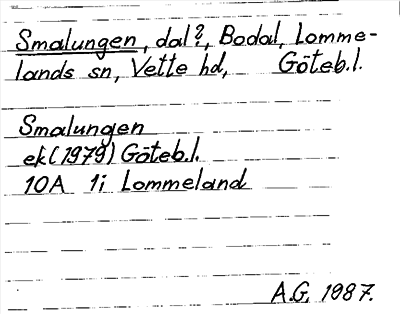 Smalungen, dal?, Bodal, Lomme-
lands sn, Vette hd, Göteb.l.
Smalungen
ek(1979) Göteb.l.
10A 1i Lommeland
A.G. 1987.